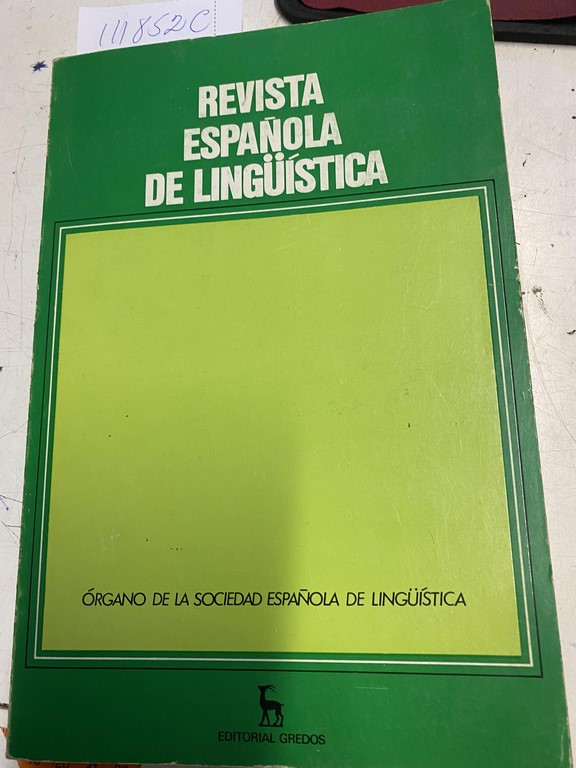 111852C
REVISTA
ESPAÑOLA
DE LINGÜÍSTICA
ÓRGANO DE LA SOCIEDAD ESPAÑOLA DE LINGÜÍSTICA
EDITORIAL GREDOS